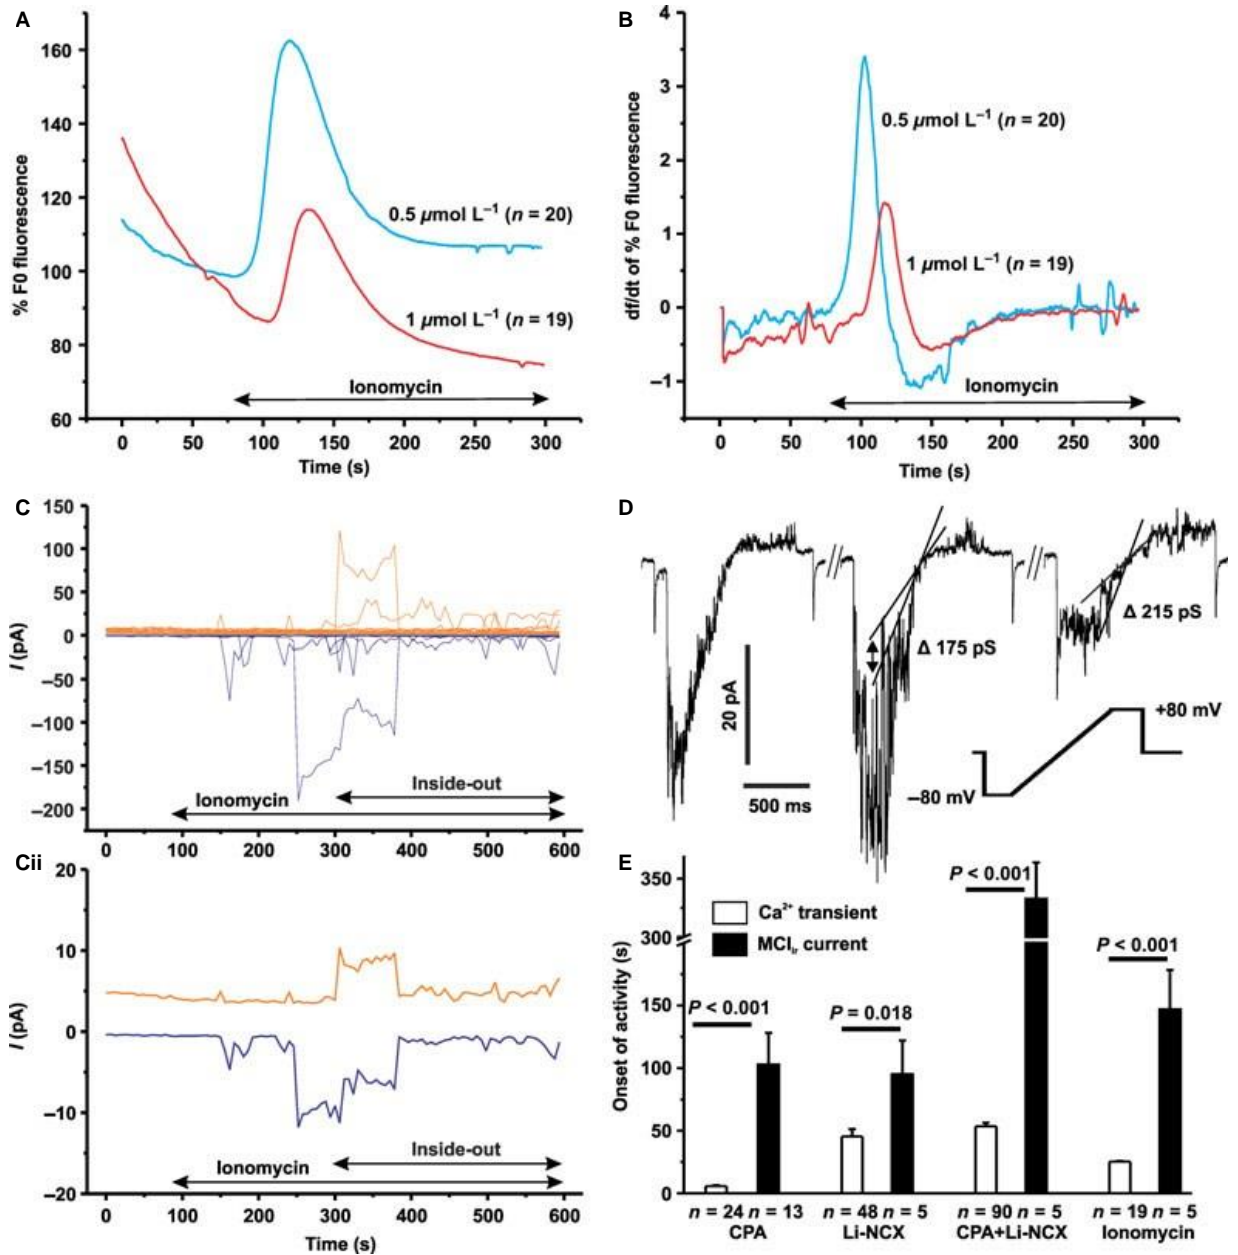 A
160
140
120
100
80
60
% F0 fluorescence
0.5 µmol L⁻¹ (n = 20)
1 µmol L⁻¹ (n = 19)
Ionomycin
0 50 100 150 200 250 300
Time (s)
B
4
3
2
1
0
–1
df/dt of % F0 fluorescence
0.5 µmol L⁻¹ (n = 20)
1 µmol L⁻¹ (n = 19)
Ionomycin
0 50 100 150 200 250 300
Time (s)
C
150
100
50
0
–50
–100
–150
–200
I (pA)
Inside-out
Ionomycin
0 100 200 300 400 500 600
D
Δ 175 pS
Δ 215 pS
20 pA
500 ms
+80 mV
–80 mV
Cii
20
10
0
–10
–20
I (pA)
Inside-out
Ionomycin
0 100 200 300 400 500 600
Time (s)
E
350
300
150
100
50
0
Onset of activity (s)
Ca²⁺ transient
MClᵢᵣ current
P < 0.001
P = 0.018
P < 0.001
P < 0.001
n = 24 n = 13 n = 48 n = 5 n = 90 n = 5 n = 19 n = 5
CPA Li-NCX CPA+Li-NCX Ionomycin